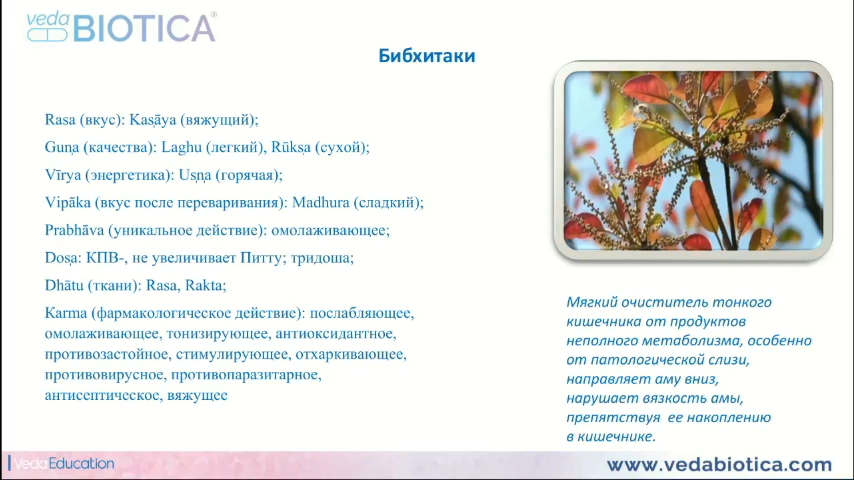 veda
BIOTICA®
Бибхитаки
Rasa (вкус): Kaṣāya (вяжущий);
Guṇa (качества): Laghu (легкий), Rūkṣa (сухой);
Vīrya (энергетика): Uṣṇa (горячая);
Vipāka (вкус после переваривания): Madhura (сладкий);
Prabhāva (уникальное действие): омолаживающее;
Doṣa: КПВ-, не увеличивает Питту; тридоша;
Dhātu (ткани): Rasa, Rakta;
Karma (фармакологическое действие): послабляющее,
омолаживающее, тонизирующее, антиоксидантное,
противозастойное, стимулирующее, отхаркивающее,
противовирусное, противопаразитарное,
антисептическое, вяжущее
Мягкий очиститель тонкого
кишечника от продуктов
неполного метаболизма, особенно
от патологической слизи,
направляет аму вниз,
нарушает вязкость амы,
препятствуя ее накоплению
в кишечнике.
VedaEducation
www.vedabiotica.com